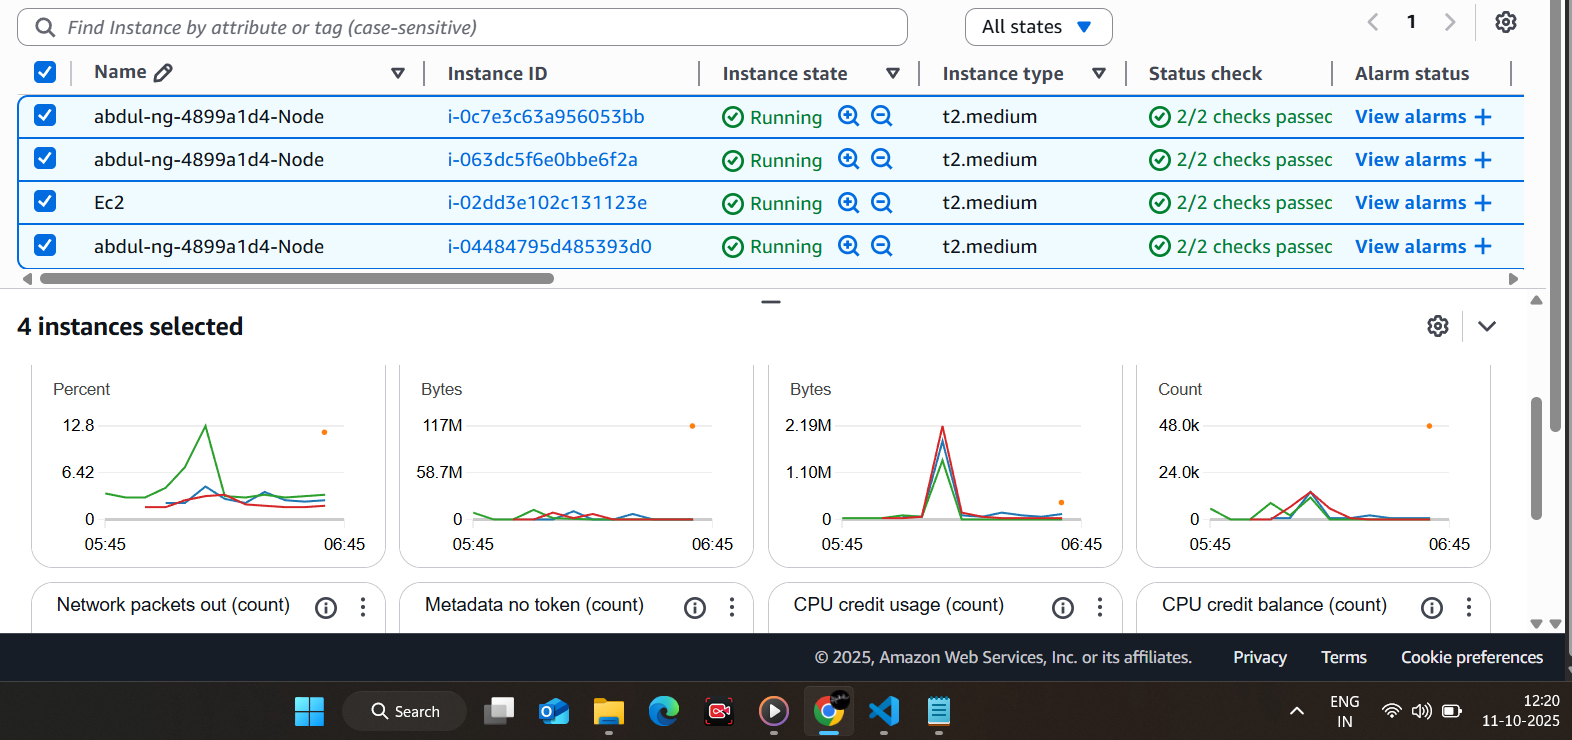 Find Instance by attribute or tag (case-sensitive) All states 1
Name Instance ID Instance state Instance type Status check Alarm status
abdul-ng-4899a1d4-Node i-0c7e3c63a956053bb Running t2.medium 2/2 checks passec View alarms +
abdul-ng-4899a1d4-Node i-063dc5f6e0bbe6f2a Running t2.medium 2/2 checks passec View alarms +
Ec2 i-02dd3e102c131123e Running t2.medium 2/2 checks passec View alarms +
abdul-ng-4899a1d4-Node i-04484795d485393d0 Running t2.medium 2/2 checks passec View alarms +
4 instances selected
Percent
12.8
6.42
0
05:45 06:45
Bytes
117M
58.7M
0
05:45 06:45
Bytes
2.19M
1.10M
0
05:45 06:45
Count
48.0k
24.0k
0
05:45 06:45
Network packets out (count)
Metadata no token (count)
CPU credit usage (count)
CPU credit balance (count)
© 2025, Amazon Web Services, Inc. or its affiliates. Privacy Terms Cookie preferences
Search
ENG
IN
12:20
11-10-2025